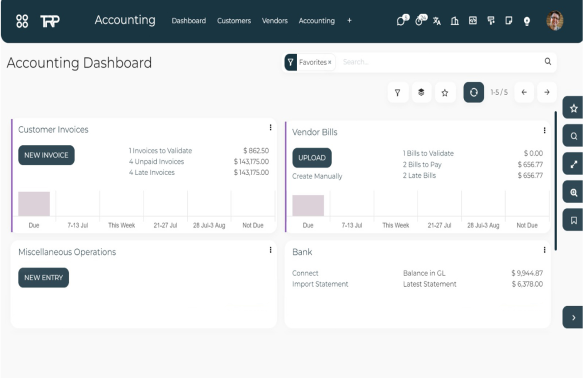 TRP Accounting Dashboard Customers Vendors Accounting +
Accounting Dashboard
Favorites × Search...
1-5 / 5
Customer Invoices
NEW INVOICE
1 Invoices to Validate $ 862.50
4 Unpaid Invoices $ 143,175.00
4 Late Invoices $ 143,175.00
Due 7-13 Jul This Week 21-27 Jul 28 Jul-3 Aug Not Due
Vendor Bills
UPLOAD
Create Manually
1 Bills to Validate $ 0.00
2 Bills to Pay $ 656.77
2 Late Bills $ 656.77
Due 7-13 Jul This Week 21-27 Jul 28 Jul-3 Aug Not Due
Miscellaneous Operations
NEW ENTRY
Bank
Connect Balance in GL $ 9,944.87
Import Statement Latest Statement $ 6,378.00